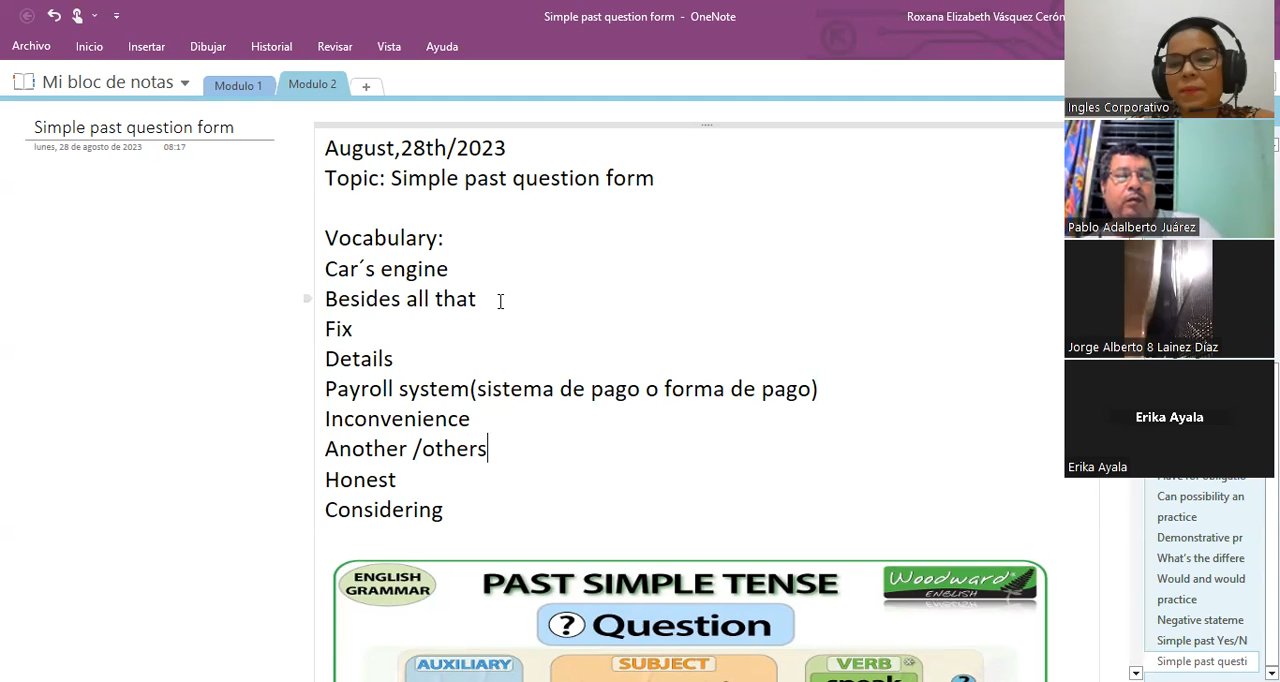 Simple past question form - OneNote
Roxana Elizabeth Vásquez Cerón
Archivo Inicio Insertar Dibujar Historial Revisar Vista Ayuda
Mi bloc de notas Modulo 1 Modulo 2 +
Simple past question form
lunes, 28 de agosto de 2023 08:17
August,28th/2023
Topic: Simple past question form
Vocabulary:
Car´s engine
Besides all that
Fix
Details
Payroll system(sistema de pago o forma de pago)
Inconvenience
Another /others
Honest
Considering
ENGLISH GRAMMAR
PAST SIMPLE TENSE
Woodward ENGLISH
? Question
AUXILIARY SUBJECT VERB
speak ?
Ingles Corporativo
Pablo Adalberto Juárez
Jorge Alberto 8 Lainez Díaz
Erika Ayala
Erika Ayala
Can possibility an
practice
Demonstrative pr
What's the differe
Would and would
practice
Negative stateme
Simple past Yes/N
Simple past questi